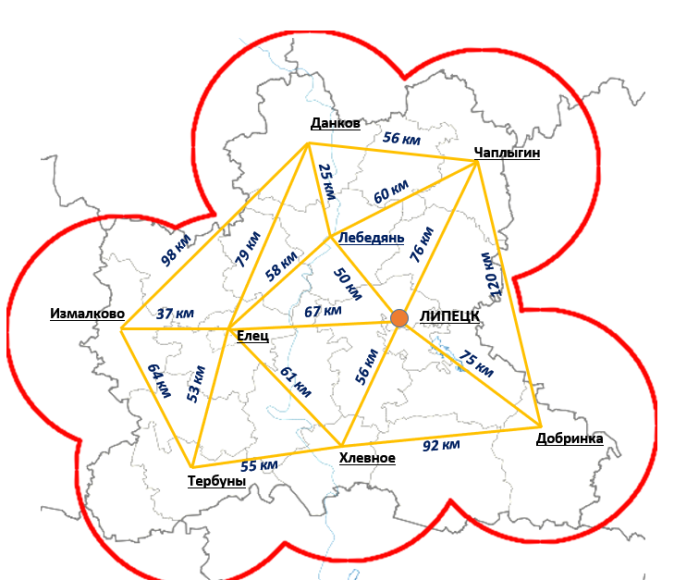 Данков
56 км
Чаплыгин
25 км
60 км
98 км
79 км
58 км
Лебедянь
76 км
120 км
50 км
Измалково
37 км
67 км
ЛИПЕЦК
Елец
64 км
53 км
61 км
56 км
75 км
Добринка
92 км
Хлевное
55 км
Тербуны